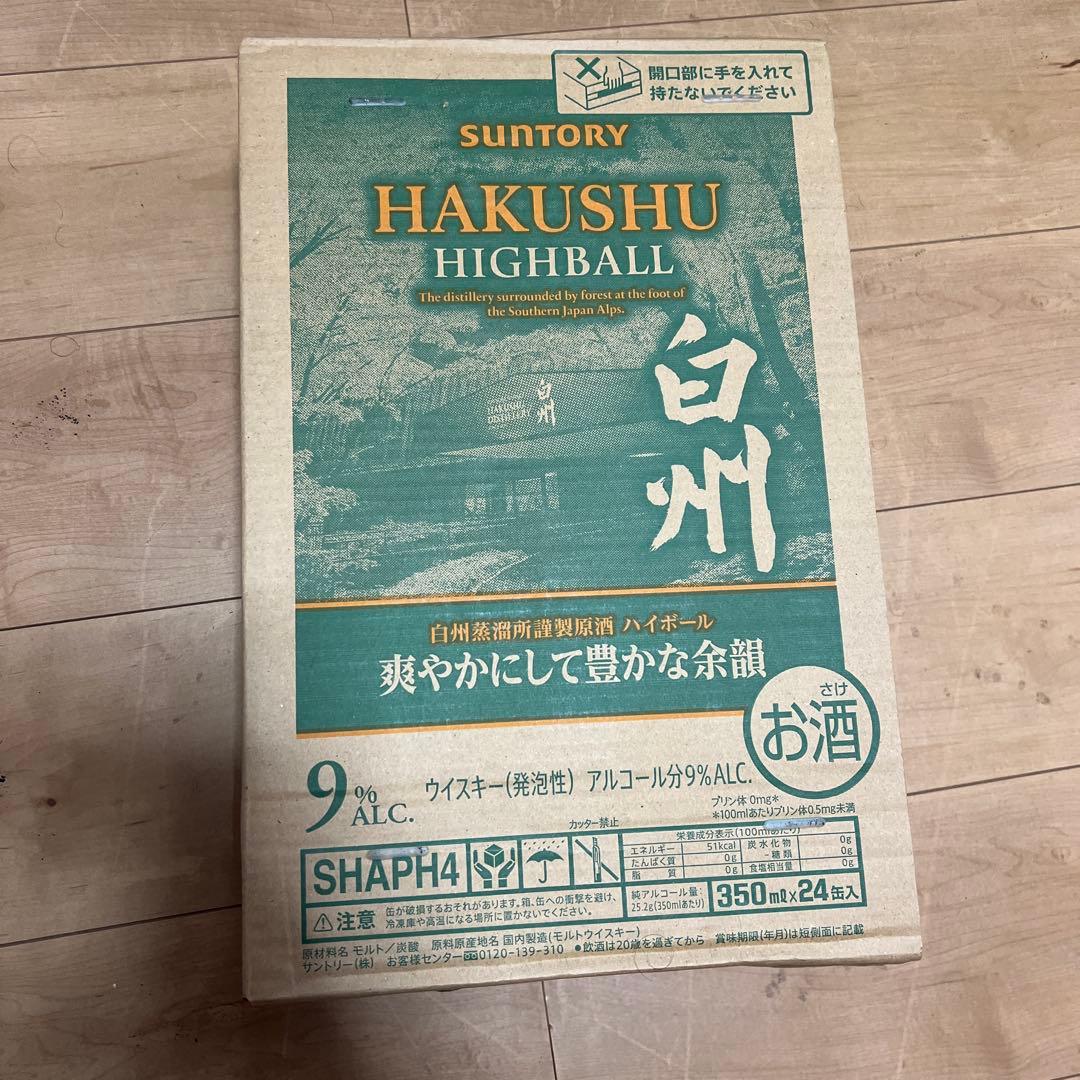 開口部に手を入れて
持たないでください
SUNTORY
HAKUSHU
HIGHBALL
The distillery surrounded by forest at the foot of
the Southern Japan Alps.
白州
HAKUSHU
DISTILLERY
白州
白州蒸溜所謹製原酒 ハイボール
爽やかにして豊かな余韻
さけ
お酒
9%
ALC.
ウイスキー(発泡性) アルコール分9%ALC.
プリン体 0mg*
*100mlあたりプリン体0.5mg未満
カッター禁止
SHAPH4
栄養成分表示(100mlあたり)
エネルギー 51kcal 炭水化物 0g
たんぱく質 0g -糖類 0g
脂質 0g 食塩相当量 0g
純アルコール量:
25.2g(350mlあたり)
350ml×24缶入
注意 缶が破損するおそれがあります。箱、缶への衝撃を避け、
冷凍庫や高温になる場所に置かないでください。
原材料名 モルト/炭酸 原料原産地名 国内製造(モルトウイスキー)
サントリー(株) お客様センター 0120-139-310 ●飲酒は20歳を過ぎてから 賞味期限(年月)は短側面に記載